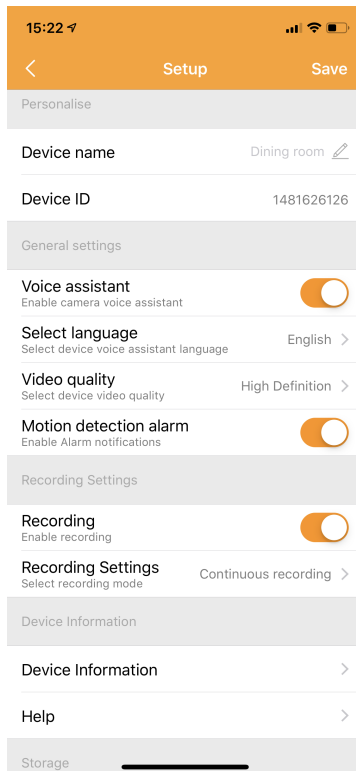 15:22
Setup
Save
Personalise
Device name
Dining room
Device ID
1481626126
General settings
Voice assistant
Enable camera voice assistant
Select language
Select device voice assistant language
English
Video quality
Select device video quality
High Definition
Motion detection alarm
Enable Alarm notifications
Recording Settings
Recording
Enable recording
Recording Settings
Select recording mode
Continuous recording
Device Information
Device Information
Help
Storage